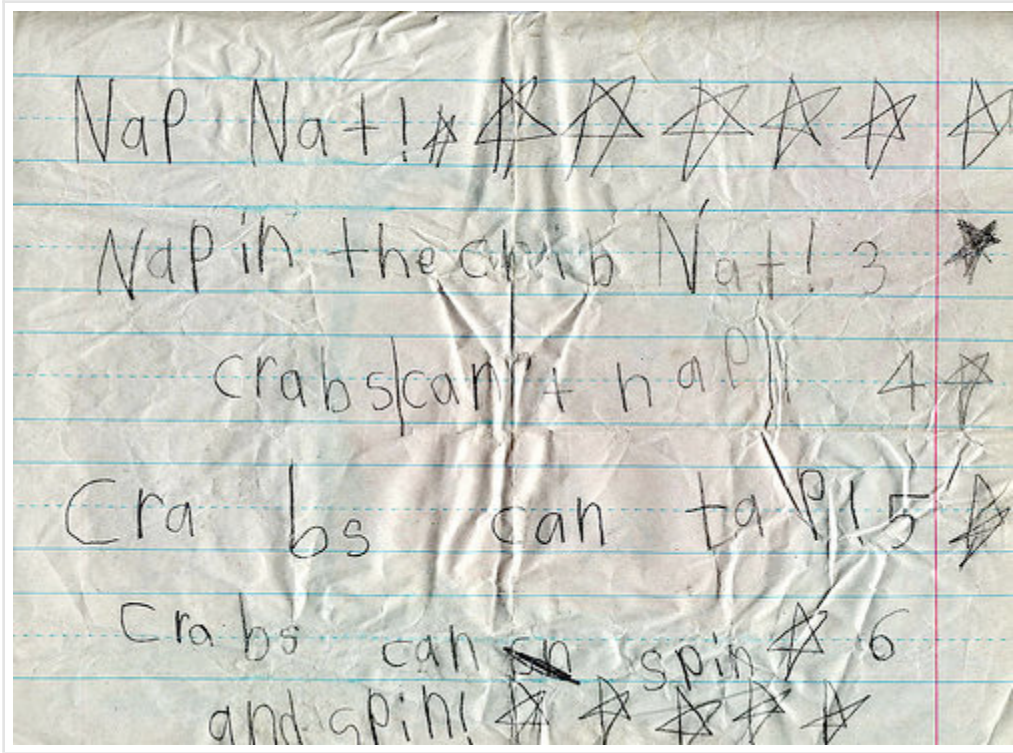 Nap Nat!
Nap in the crib Nat! 3
crabs can nap 4
Crabs can tap! 5
Crabs can spin 6
and spin!